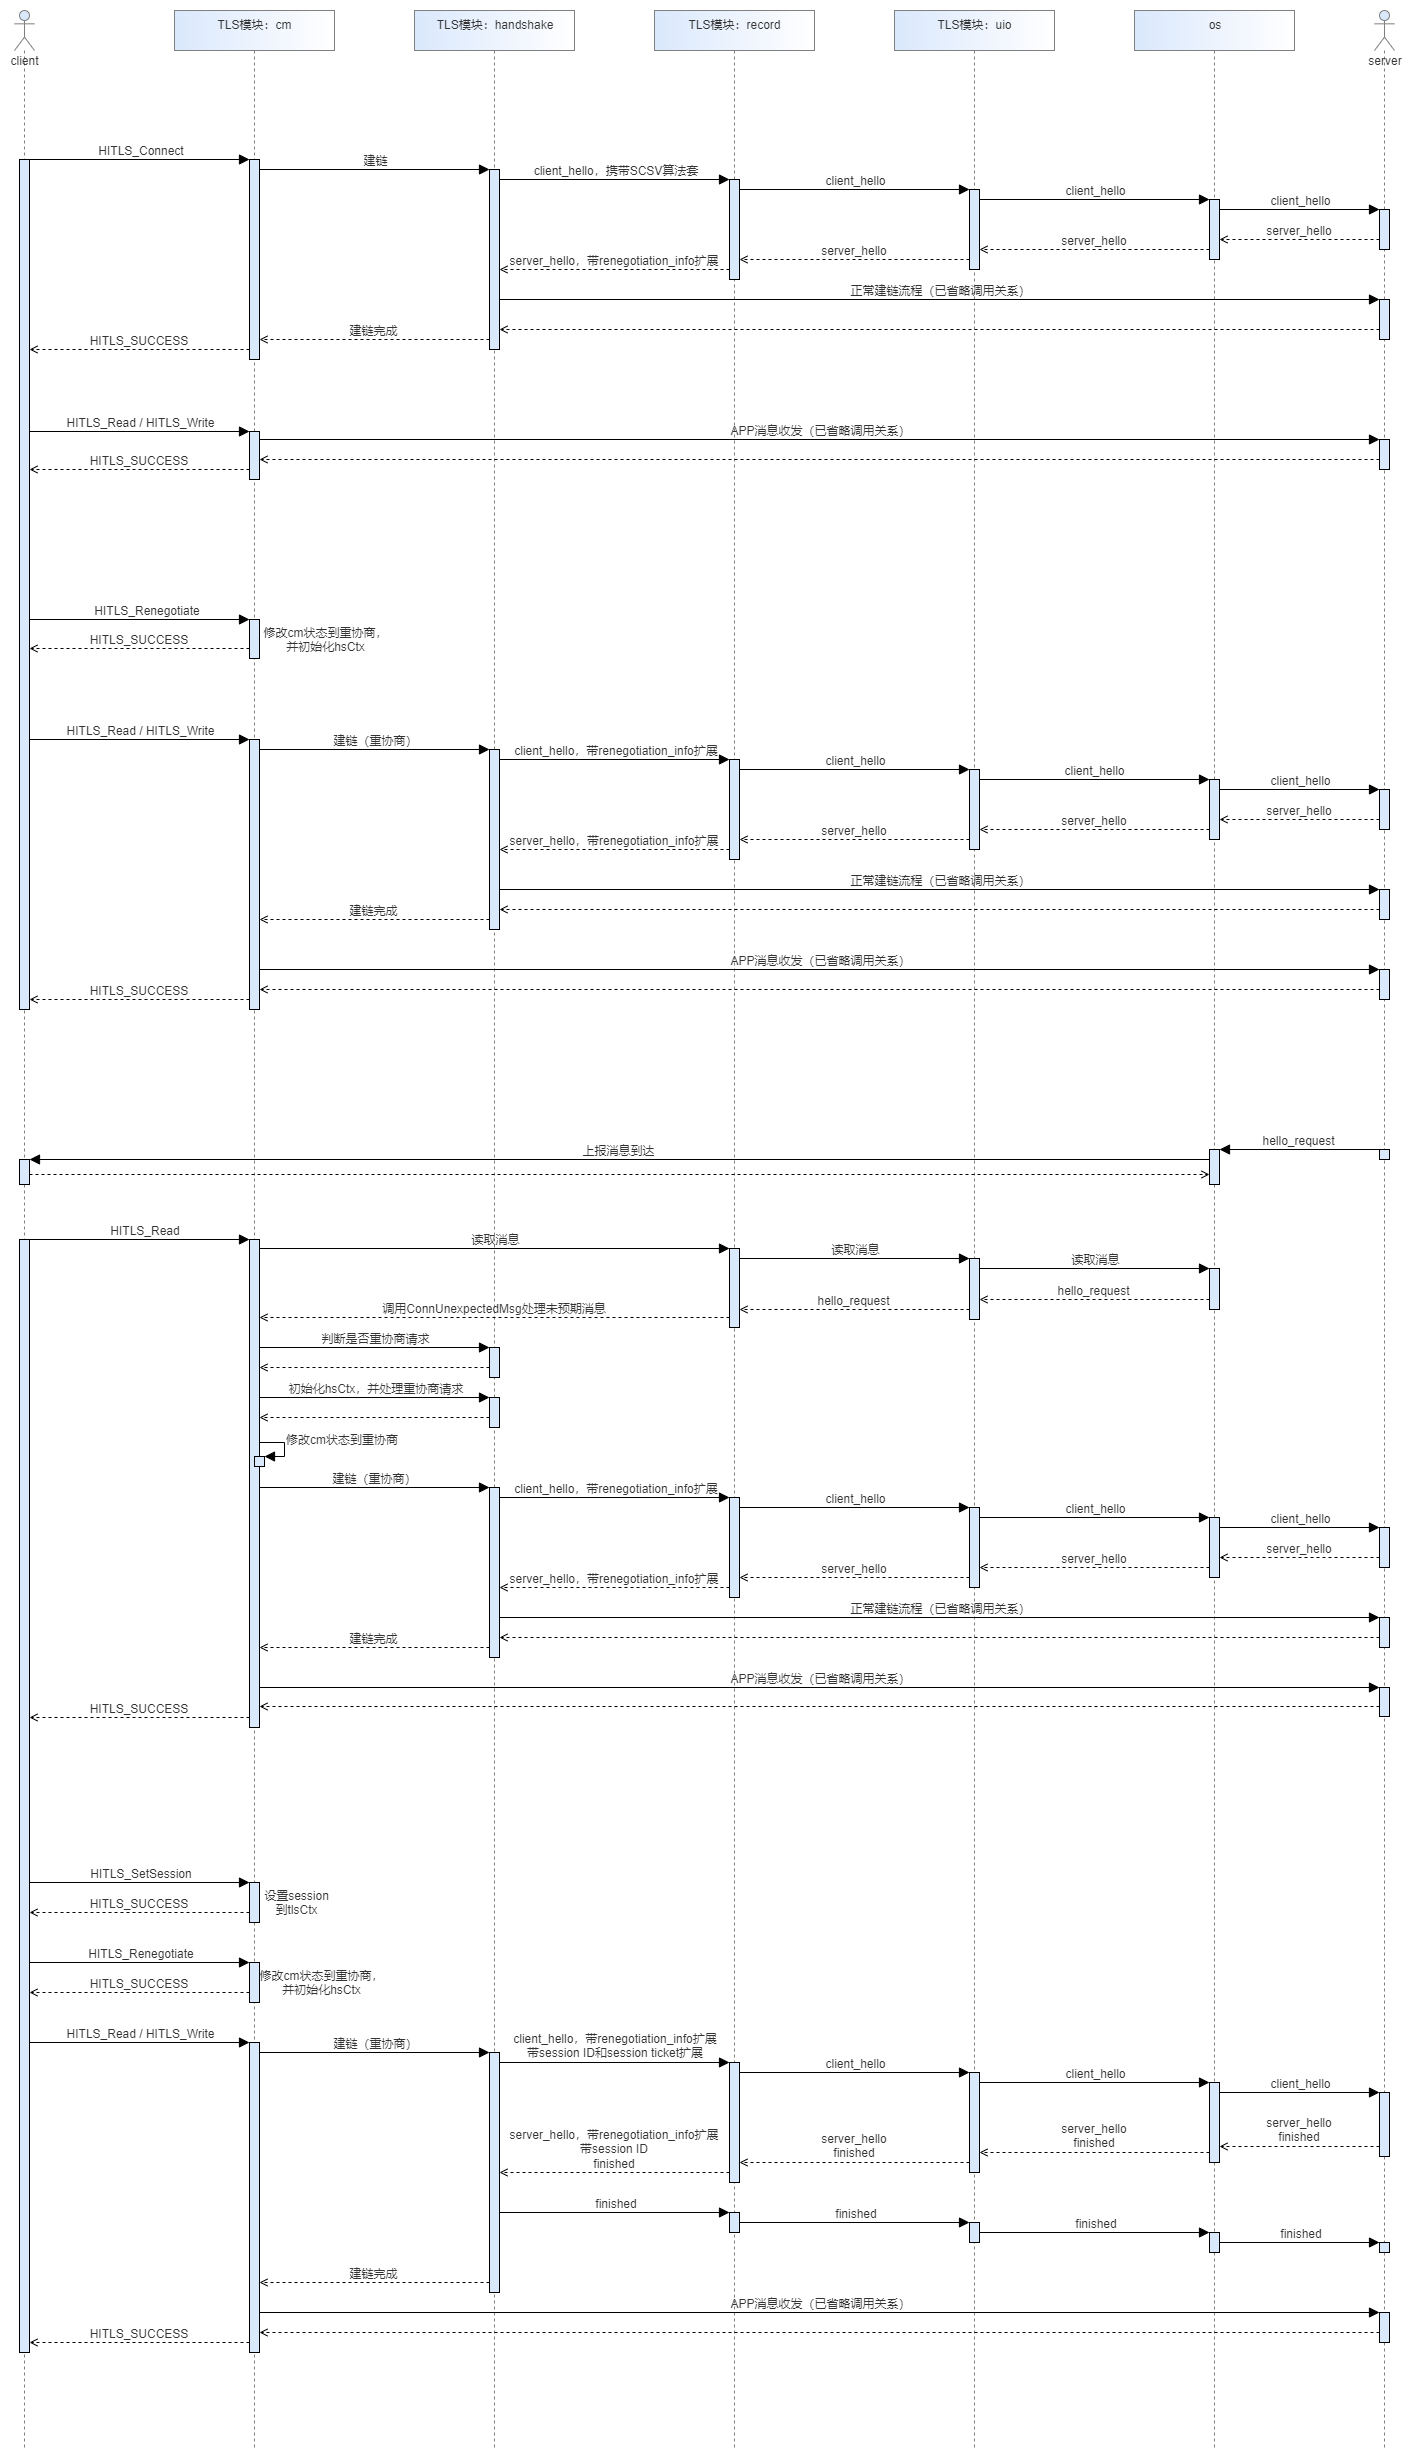 TLS模块：cm
TLS模块：handshake
TLS模块：record
TLS模块：uio
os
client
server
HITLS_Connect
建链
client_hello，携带SCSV算法套
client_hello
client_hello
client_hello
server_hello
server_hello
server_hello
server_hello，带renegotiation_info扩展
正常建链流程（已省略调用关系）
建链完成
HITLS_SUCCESS
HITLS_Read / HITLS_Write
APP消息收发（已省略调用关系）
HITLS_SUCCESS
HITLS_Renegotiate
修改cm状态到重协商，
并初始化hsCtx
HITLS_SUCCESS
HITLS_Read / HITLS_Write
建链（重协商）
client_hello，带renegotiation_info扩展
client_hello
client_hello
client_hello
server_hello
server_hello
server_hello
server_hello，带renegotiation_info扩展
正常建链流程（已省略调用关系）
建链完成
APP消息收发（已省略调用关系）
HITLS_SUCCESS
hello_request
上报消息到达
HITLS_Read
读取消息
读取消息
读取消息
hello_request
hello_request
调用ConnUnexpectedMsg处理未预期消息
判断是否重协商请求
初始化hsCtx，并处理重协商请求
修改cm状态到重协商
建链（重协商）
client_hello，带renegotiation_info扩展
client_hello
client_hello
client_hello
server_hello
server_hello
server_hello
server_hello，带renegotiation_info扩展
正常建链流程（已省略调用关系）
建链完成
APP消息收发（已省略调用关系）
HITLS_SUCCESS
HITLS_SetSession
设置session
到tlsCtx
HITLS_SUCCESS
HITLS_Renegotiate
修改cm状态到重协商，
并初始化hsCtx
HITLS_SUCCESS
HITLS_Read / HITLS_Write
建链（重协商）
client_hello，带renegotiation_info扩展
带session ID和session ticket扩展
client_hello
client_hello
client_hello
server_hello
finished
server_hello
finished
server_hello
finished
server_hello，带renegotiation_info扩展
带session ID
finished
finished
finished
finished
finished
建链完成
APP消息收发（已省略调用关系）
HITLS_SUCCESS